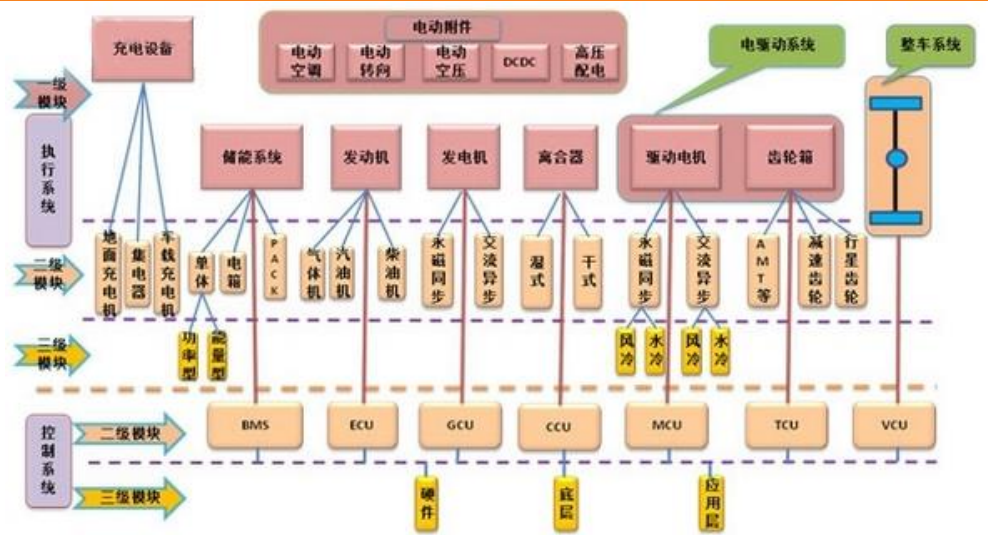 充电设备
电动附件
电动
空调
电动
转向
电动
空压
DCDC
高压
配电
电驱动系统
整车系统
一级
模块
执行系统
储能系统
发动机
发电机
离合器
驱动电机
齿轮箱
二级
模块
地面充电机
集电器
车载充电机
单体
电箱
PACK
气体机
汽油机
柴油机
永磁同步
交流异步
湿式
干式
永磁同步
交流异步
AMT等
减速齿轮
行星齿轮
三级
模块
功率型
能量型
风冷
水冷
风冷
水冷
控制系统
二级模块
BMS
ECU
GCU
CCU
MCU
TCU
VCU
三级模块
硬件
底层
应用层